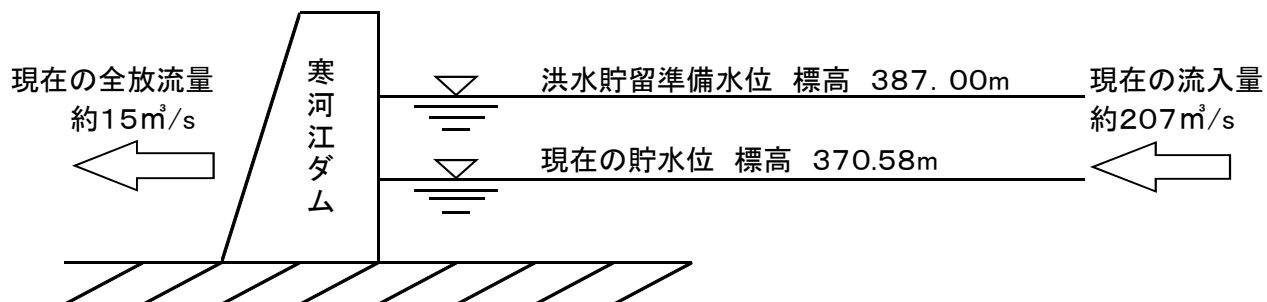 現在の全放流量
約15㎥/s
寒河江ダム
洪水貯留準備水位 標高 387.00m
現在の貯水位 標高 370.58m
現在の流入量
約207㎥/s